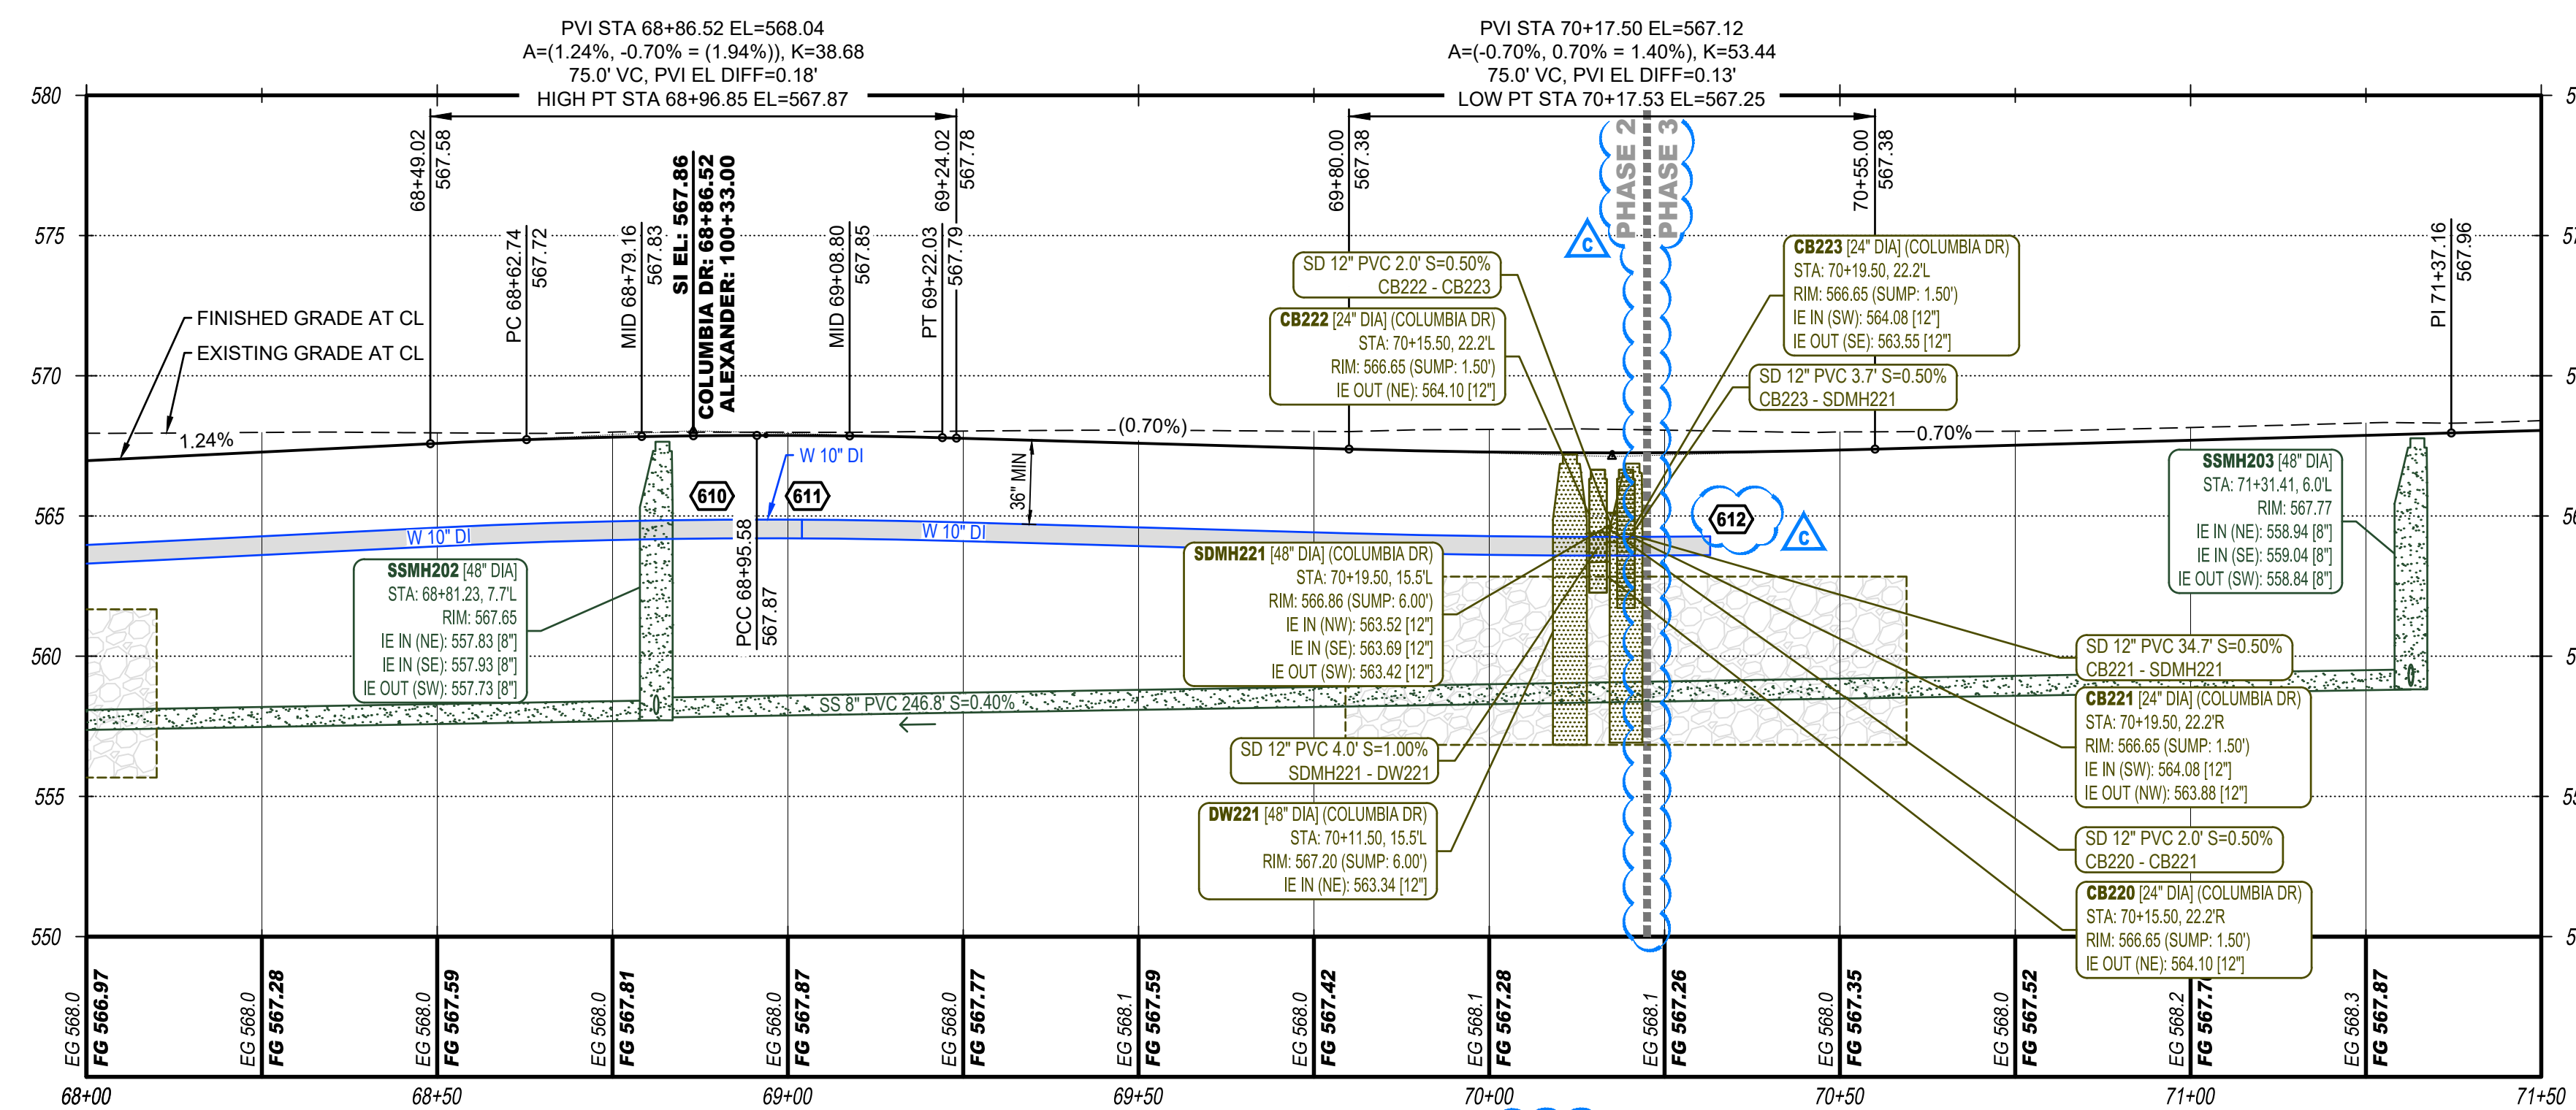 PVI STA 68+86.52 EL=568.04
A=(1.24%, -0.70% = (1.94%)), K=38.68
75.0' VC, PVI EL DIFF=0.18'
HIGH PT STA 68+96.85 EL=567.87
PVI STA 70+17.50 EL=567.12
A=(-0.70%, 0.70% = 1.40%), K=53.44
75.0' VC, PVI EL DIFF=0.13'
LOW PT STA 70+17.53 EL=567.25
580
575
570
565
560
555
550
68+49.02
567.58
PC 68+62.74
567.72
MID 68+79.16
567.83
SI EL: 567.86
COLUMBIA DR: 68+86.52
ALEXANDER: 100+33.00
MID 69+08.80
567.85
PT 69+22.03
567.79
69+24.02
567.78
69+80.00
567.38
PHASE 2
PHASE 3
70+55.00
567.38
PI 71+37.16
567.96
FINISHED GRADE AT CL
EXISTING GRADE AT CL
1.24%
(0.70%)
0.70%
C
SD 12" PVC 2.0' S=0.50%
CB222 - CB223
CB222 [24" DIA] (COLUMBIA DR)
STA: 70+15.50, 22.2'L
RIM: 566.65 (SUMP: 1.50')
IE OUT (NE): 564.10 [12"]
CB223 [24" DIA] (COLUMBIA DR)
STA: 70+19.50, 22.2'L
RIM: 566.65 (SUMP: 1.50')
IE IN (SW): 564.08 [12"]
IE OUT (SE): 563.55 [12"]
SD 12" PVC 3.7' S=0.50%
CB223 - SDMH221
W 10" DI
610
611
612
C
36" MIN
W 10" DI
W 10" DI
PCC 68+95.58
567.87
SSMH202 [48" DIA]
STA: 68+81.23, 7.7'L
RIM: 567.65
IE IN (NE): 557.83 [8"]
IE IN (SE): 557.93 [8"]
IE OUT (SW): 557.73 [8"]
SDMH221 [48" DIA] (COLUMBIA DR)
STA: 70+19.50, 15.5'L
RIM: 566.86 (SUMP: 6.00')
IE IN (NW): 563.52 [12"]
IE IN (SE): 563.69 [12"]
IE OUT (SW): 563.42 [12"]
SSMH203 [48" DIA]
STA: 71+31.41, 6.0'L
RIM: 567.77
IE IN (NE): 558.94 [8"]
IE IN (SE): 559.04 [8"]
IE OUT (SW): 558.84 [8"]
SS 8" PVC 246.8' S=0.40%
SD 12" PVC 34.7' S=0.50%
CB221 - SDMH221
CB221 [24" DIA] (COLUMBIA DR)
STA: 70+19.50, 22.2'R
RIM: 566.65 (SUMP: 1.50')
IE IN (SW): 564.08 [12"]
IE OUT (NW): 563.88 [12"]
SD 12" PVC 4.0' S=1.00%
SDMH221 - DW221
DW221 [48" DIA] (COLUMBIA DR)
STA: 70+11.50, 15.5'L
RIM: 567.20 (SUMP: 6.00')
IE IN (NE): 563.34 [12"]
SD 12" PVC 2.0' S=0.50%
CB220 - CB221
CB220 [24" DIA] (COLUMBIA DR)
STA: 70+15.50, 22.2'R
RIM: 566.65 (SUMP: 1.50')
IE OUT (NE): 564.10 [12"]
EG 568.0
FG 566.97
EG 568.0
FG 567.28
EG 568.0
FG 567.59
EG 568.0
FG 567.81
EG 568.0
FG 567.87
EG 568.0
FG 567.77
EG 568.1
FG 567.59
EG 568.0
FG 567.42
EG 568.1
FG 567.28
EG 568.1
FG 567.26
EG 568.0
FG 567.35
EG 568.0
FG 567.52
EG 568.2
FG
EG 568.3
FG 567.87
68+00
68+50
69+00
69+50
70+00
70+50
71+00
71+50